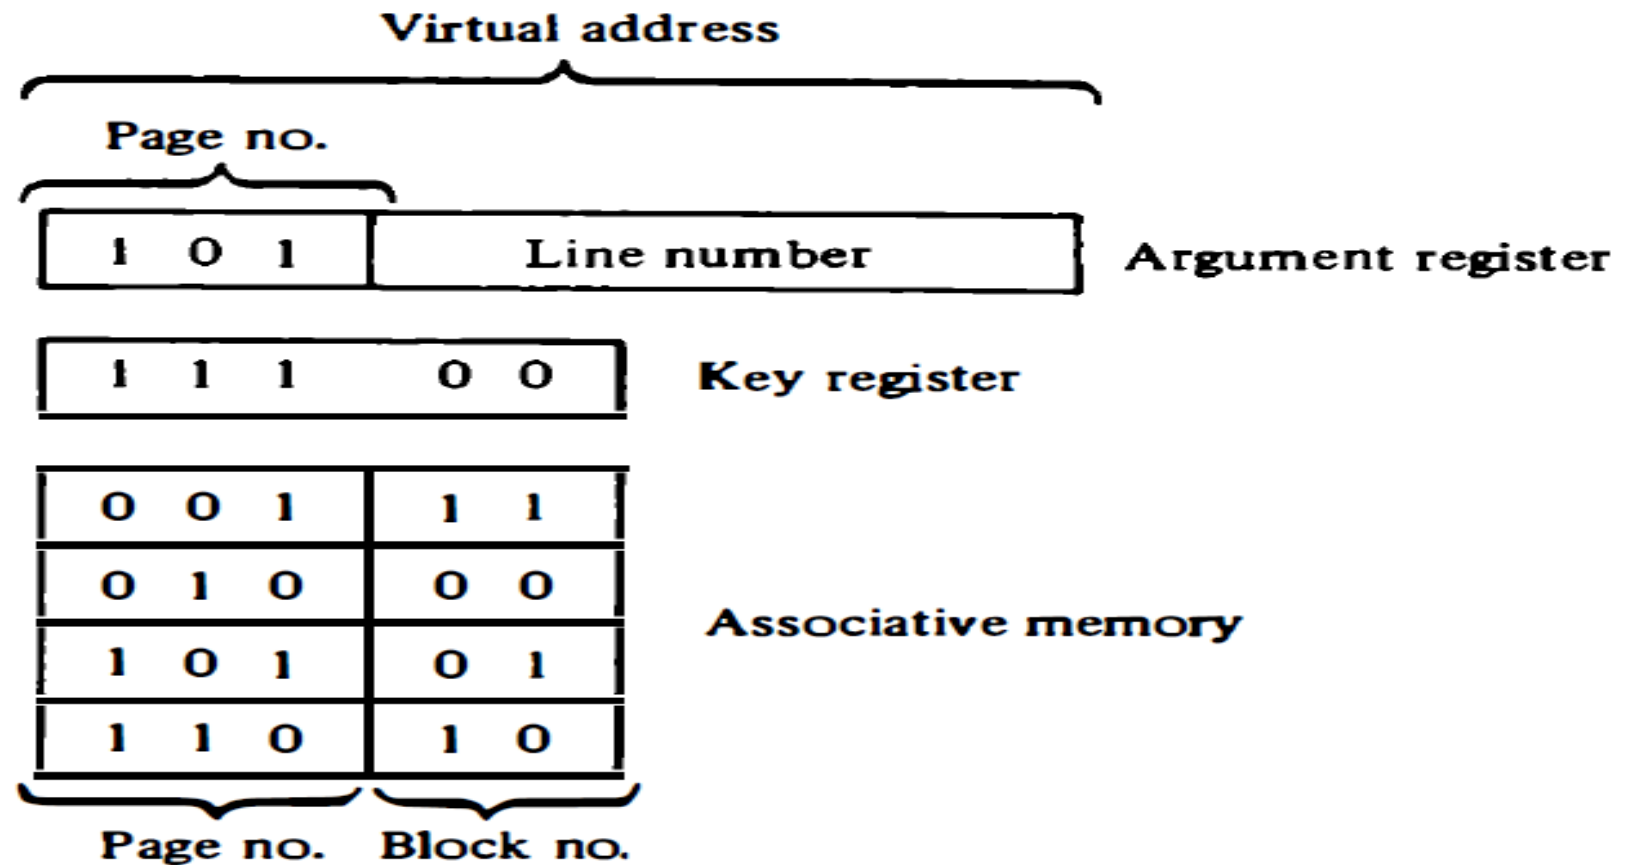 Virtual address
Page no.
1 0 1 Line number Argument register
1 1 1 0 0 Key register
0 0 1 1 1
0 1 0 0 0
Associative memory
1 0 1 0 1
1 1 0 1 0
Page no. Block no.